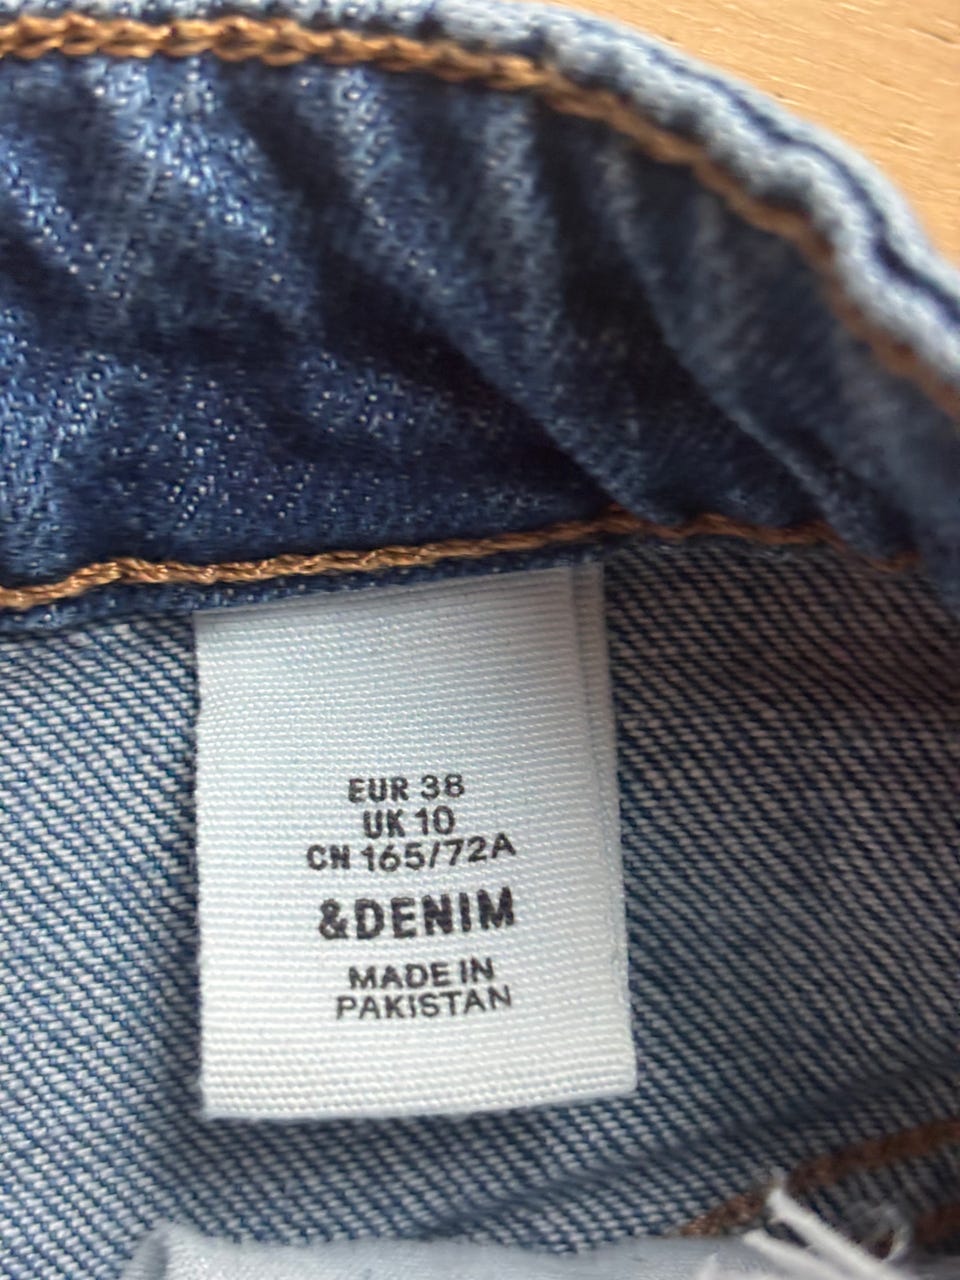 EUR 38
UK 10
CN 165/72A
&DENIM
MADE IN
PAKISTAN